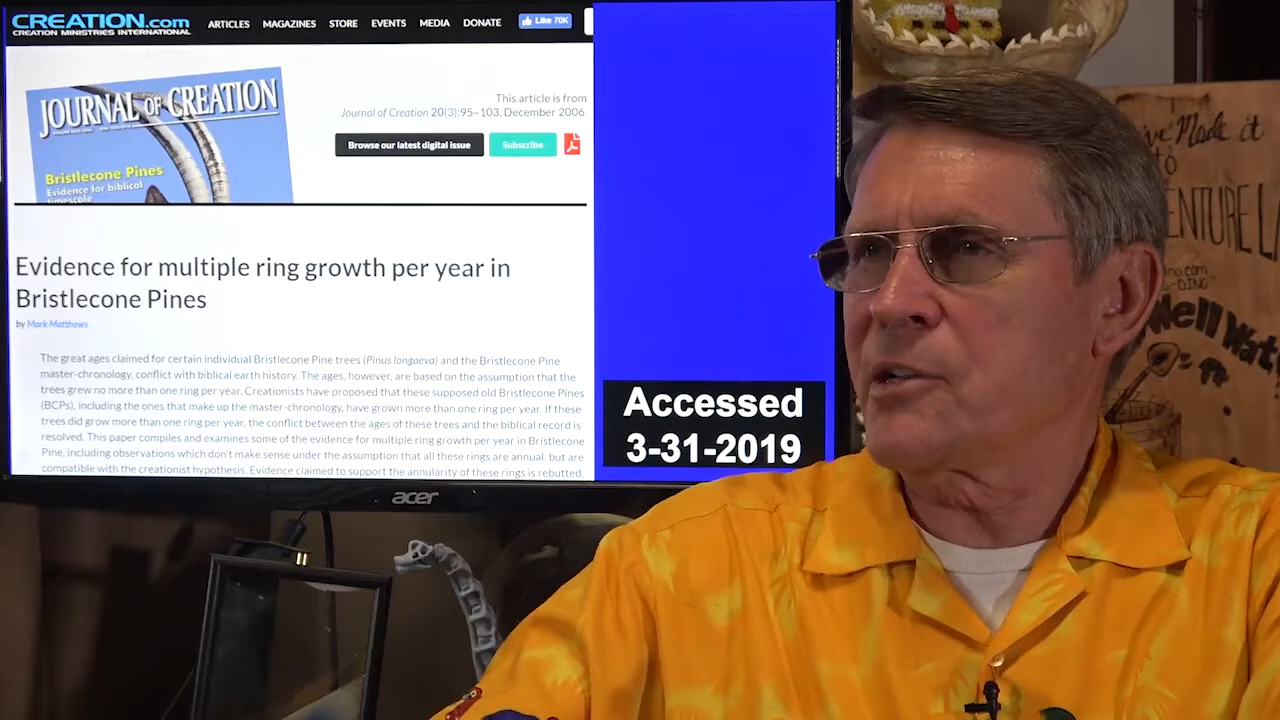 CREATION.com
CREATION MINISTRIES INTERNATIONAL
ARTICLES MAGAZINES STORE EVENTS MEDIA DONATE Like 70K
JOURNAL OF CREATION
Bristlecone Pines
Evidence for biblical
timescale
This article is from
Journal of Creation 20(3):95–103, December 2006
Browse our latest digital issue Subscribe
Evidence for multiple ring growth per year in
Bristlecone Pines
by Mark Matthews
The great ages claimed for certain individual Bristlecone Pine trees (Pinus longaeva) and the Bristlecone Pine
master-chronology, conflict with biblical earth history. The ages, however, are based on the assumption that the
trees grew no more than one ring per year. Creationists have proposed that these supposed old Bristlecone Pines
(BCPs), including the ones that make up the master-chronology, have grown more than one ring per year. If these
trees did grow more than one ring per year, the conflict between the ages of these trees and the biblical record is
resolved. This paper compiles and examines some of the evidence for multiple ring growth per year in Bristlecone
Pine, including observations which don't make sense under the assumption that all these rings are annual, but are
compatible with the creationist hypothesis. Evidence claimed to support the annularity of these rings is rebutted.
Accessed
3-31-2019
acer
Made it
to
ENTURE LA
Well Wat